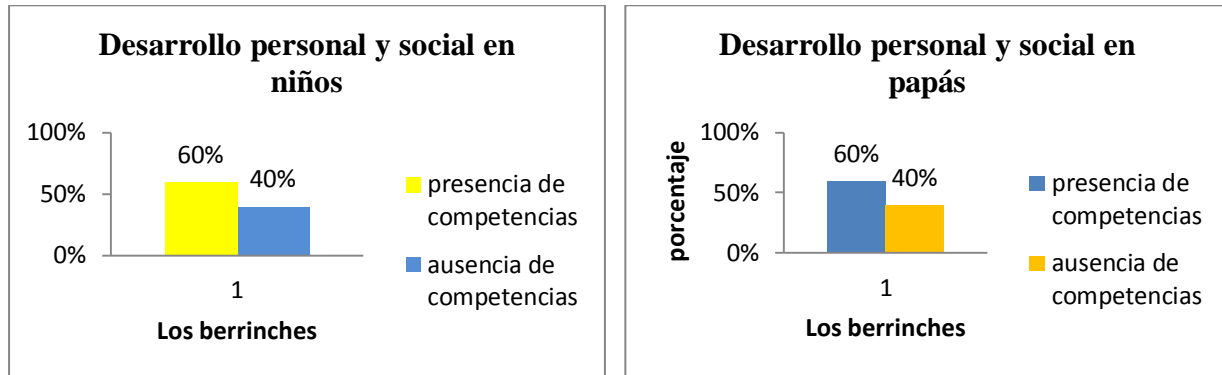 Desarrollo personal y social en
niños
100%
50%
0%
60%
40%
1
Los berrinches
presencia de
competencias
ausencia de
competencias
Desarrollo personal y social en
papás
porcentaje
100%
50%
0%
60%
40%
1
Los berrinches
presencia de
competencias
ausencia de
competencias